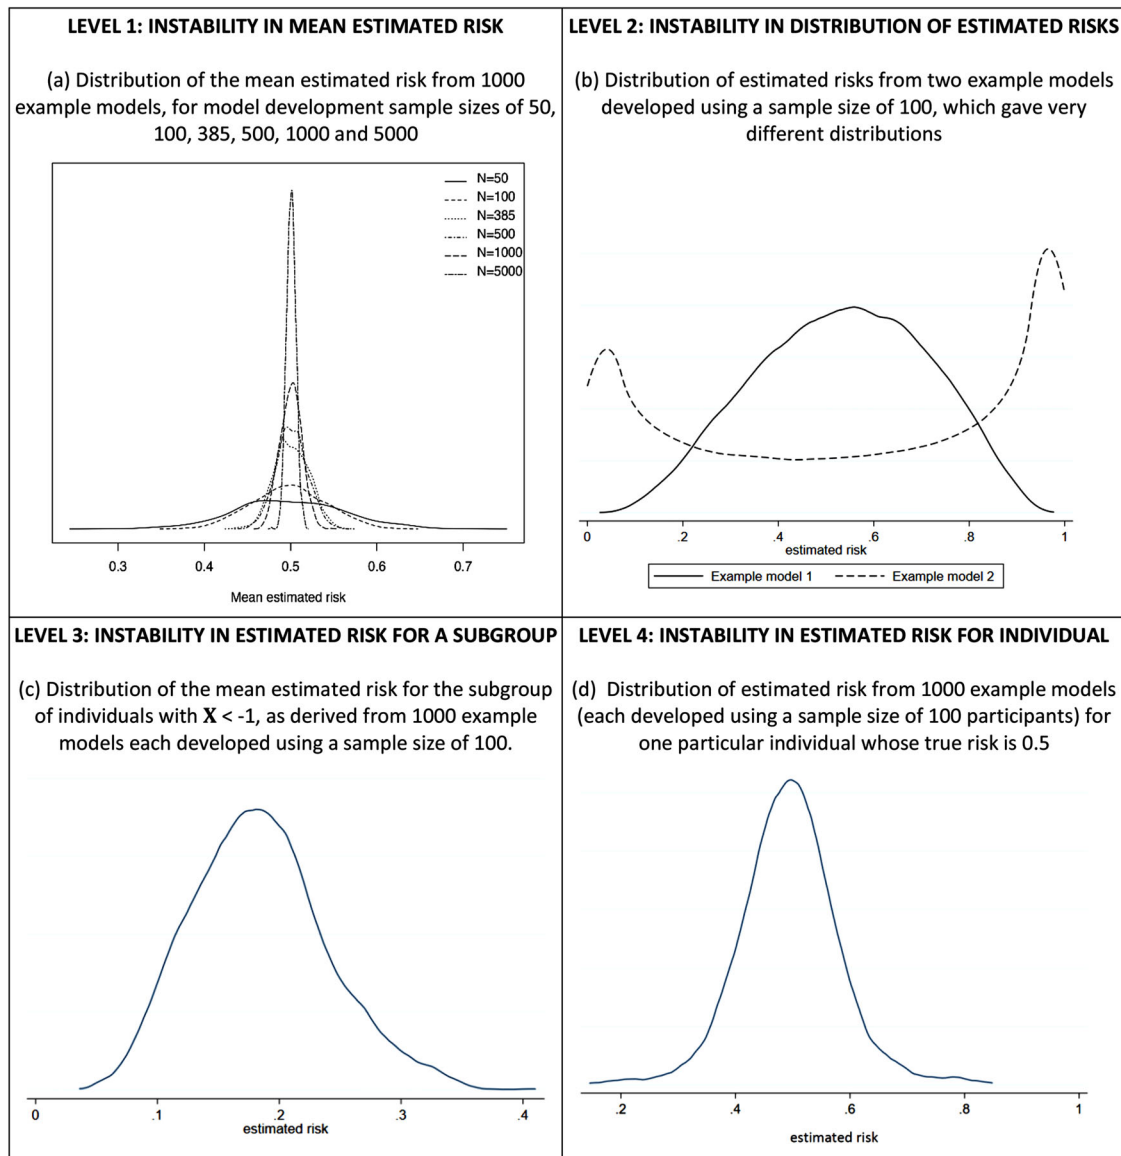 LEVEL 1: INSTABILITY IN MEAN ESTIMATED RISK
(a) Distribution of the mean estimated risk from 1000
example models, for model development sample sizes of 50,
100, 385, 500, 1000 and 5000
N=50
N=100
N=385
N=500
N=1000
N=5000
0.3 0.4 0.5 0.6 0.7
Mean estimated risk
LEVEL 2: INSTABILITY IN DISTRIBUTION OF ESTIMATED RISKS
(b) Distribution of estimated risks from two example models
developed using a sample size of 100, which gave very
different distributions
0 .2 .4 .6 .8 1
estimated risk
Example model 1 Example model 2
LEVEL 3: INSTABILITY IN ESTIMATED RISK FOR A SUBGROUP
(c) Distribution of the mean estimated risk for the subgroup
of individuals with X < -1, as derived from 1000 example
models each developed using a sample size of 100.
0 .1 .2 .3 .4
estimated risk
LEVEL 4: INSTABILITY IN ESTIMATED RISK FOR INDIVIDUAL
(d) Distribution of estimated risk from 1000 example models
(each developed using a sample size of 100 participants) for
one particular individual whose true risk is 0.5
.2 .4 .6 .8 1
estimated risk